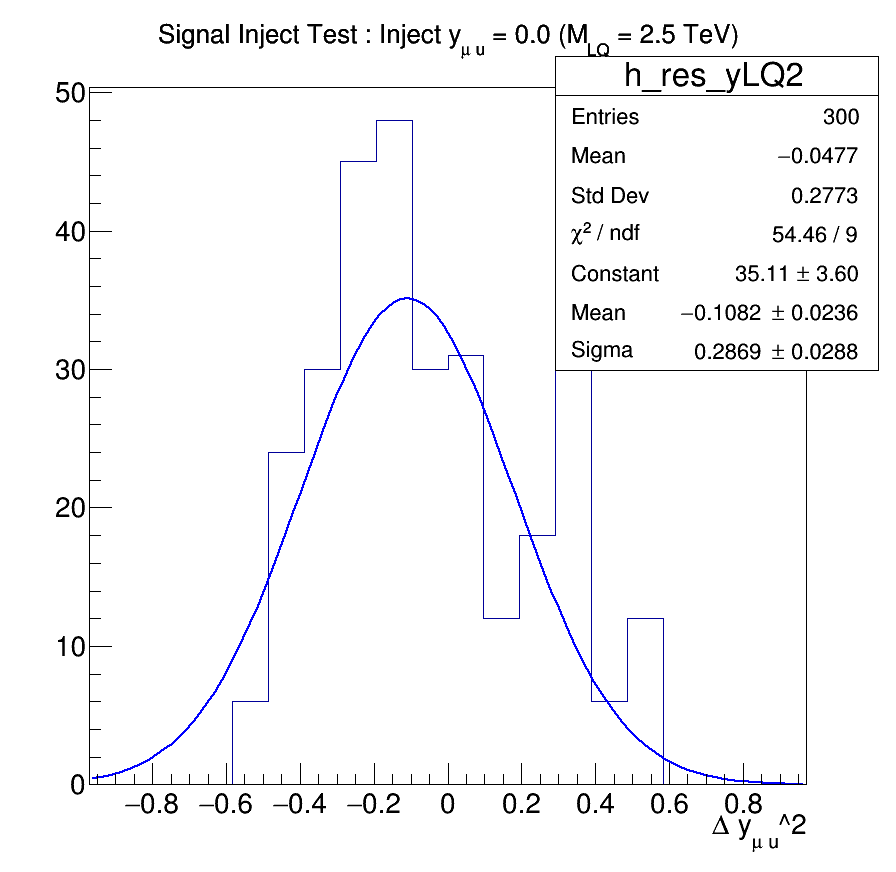 Signal Inject Test : Inject y_μu = 0.0 (M_LQ = 2.5 TeV)
h_res_yLQ2
Entries 300
Mean −0.0477
Std Dev 0.2773
χ² / ndf 54.46 / 9
Constant 35.11 ± 3.60
Mean −0.1082 ± 0.0236
Sigma 0.2869 ± 0.0288
50
40
30
20
10
0
−0.8 −0.6 −0.4 −0.2 0 0.2 0.4 0.6 0.8
Δ y_μu^2